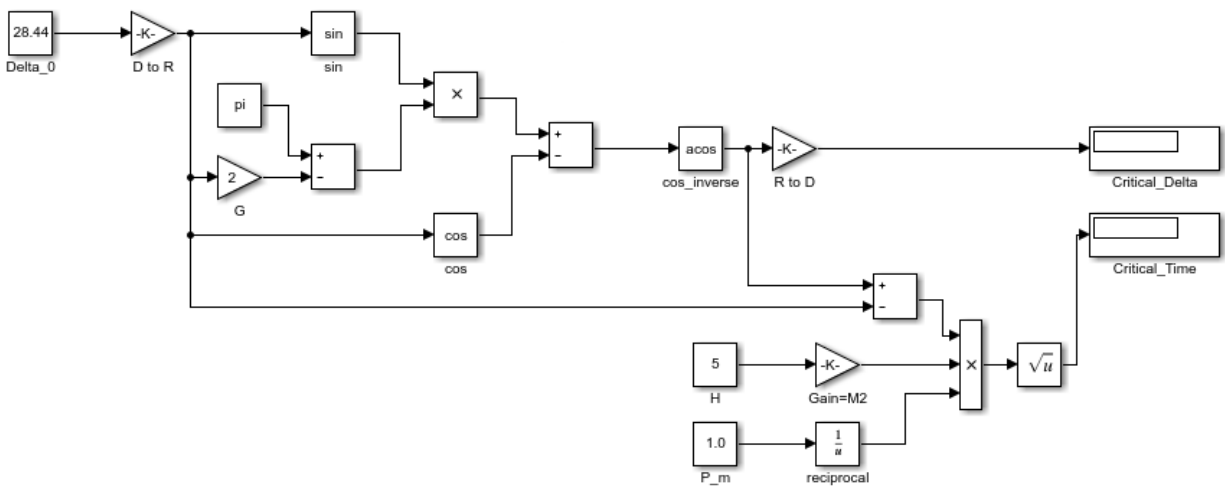 28.44
Delta_0
-K-
D to R
sin
sin
pi
+
−
2
G
×
cos
cos
+
−
acos
cos_inverse
-K-
R to D
Critical_Delta
Critical_Time
+
−
5
H
-K-
Gain=M2
1.0
P_m
1
u
reciprocal
×
√u